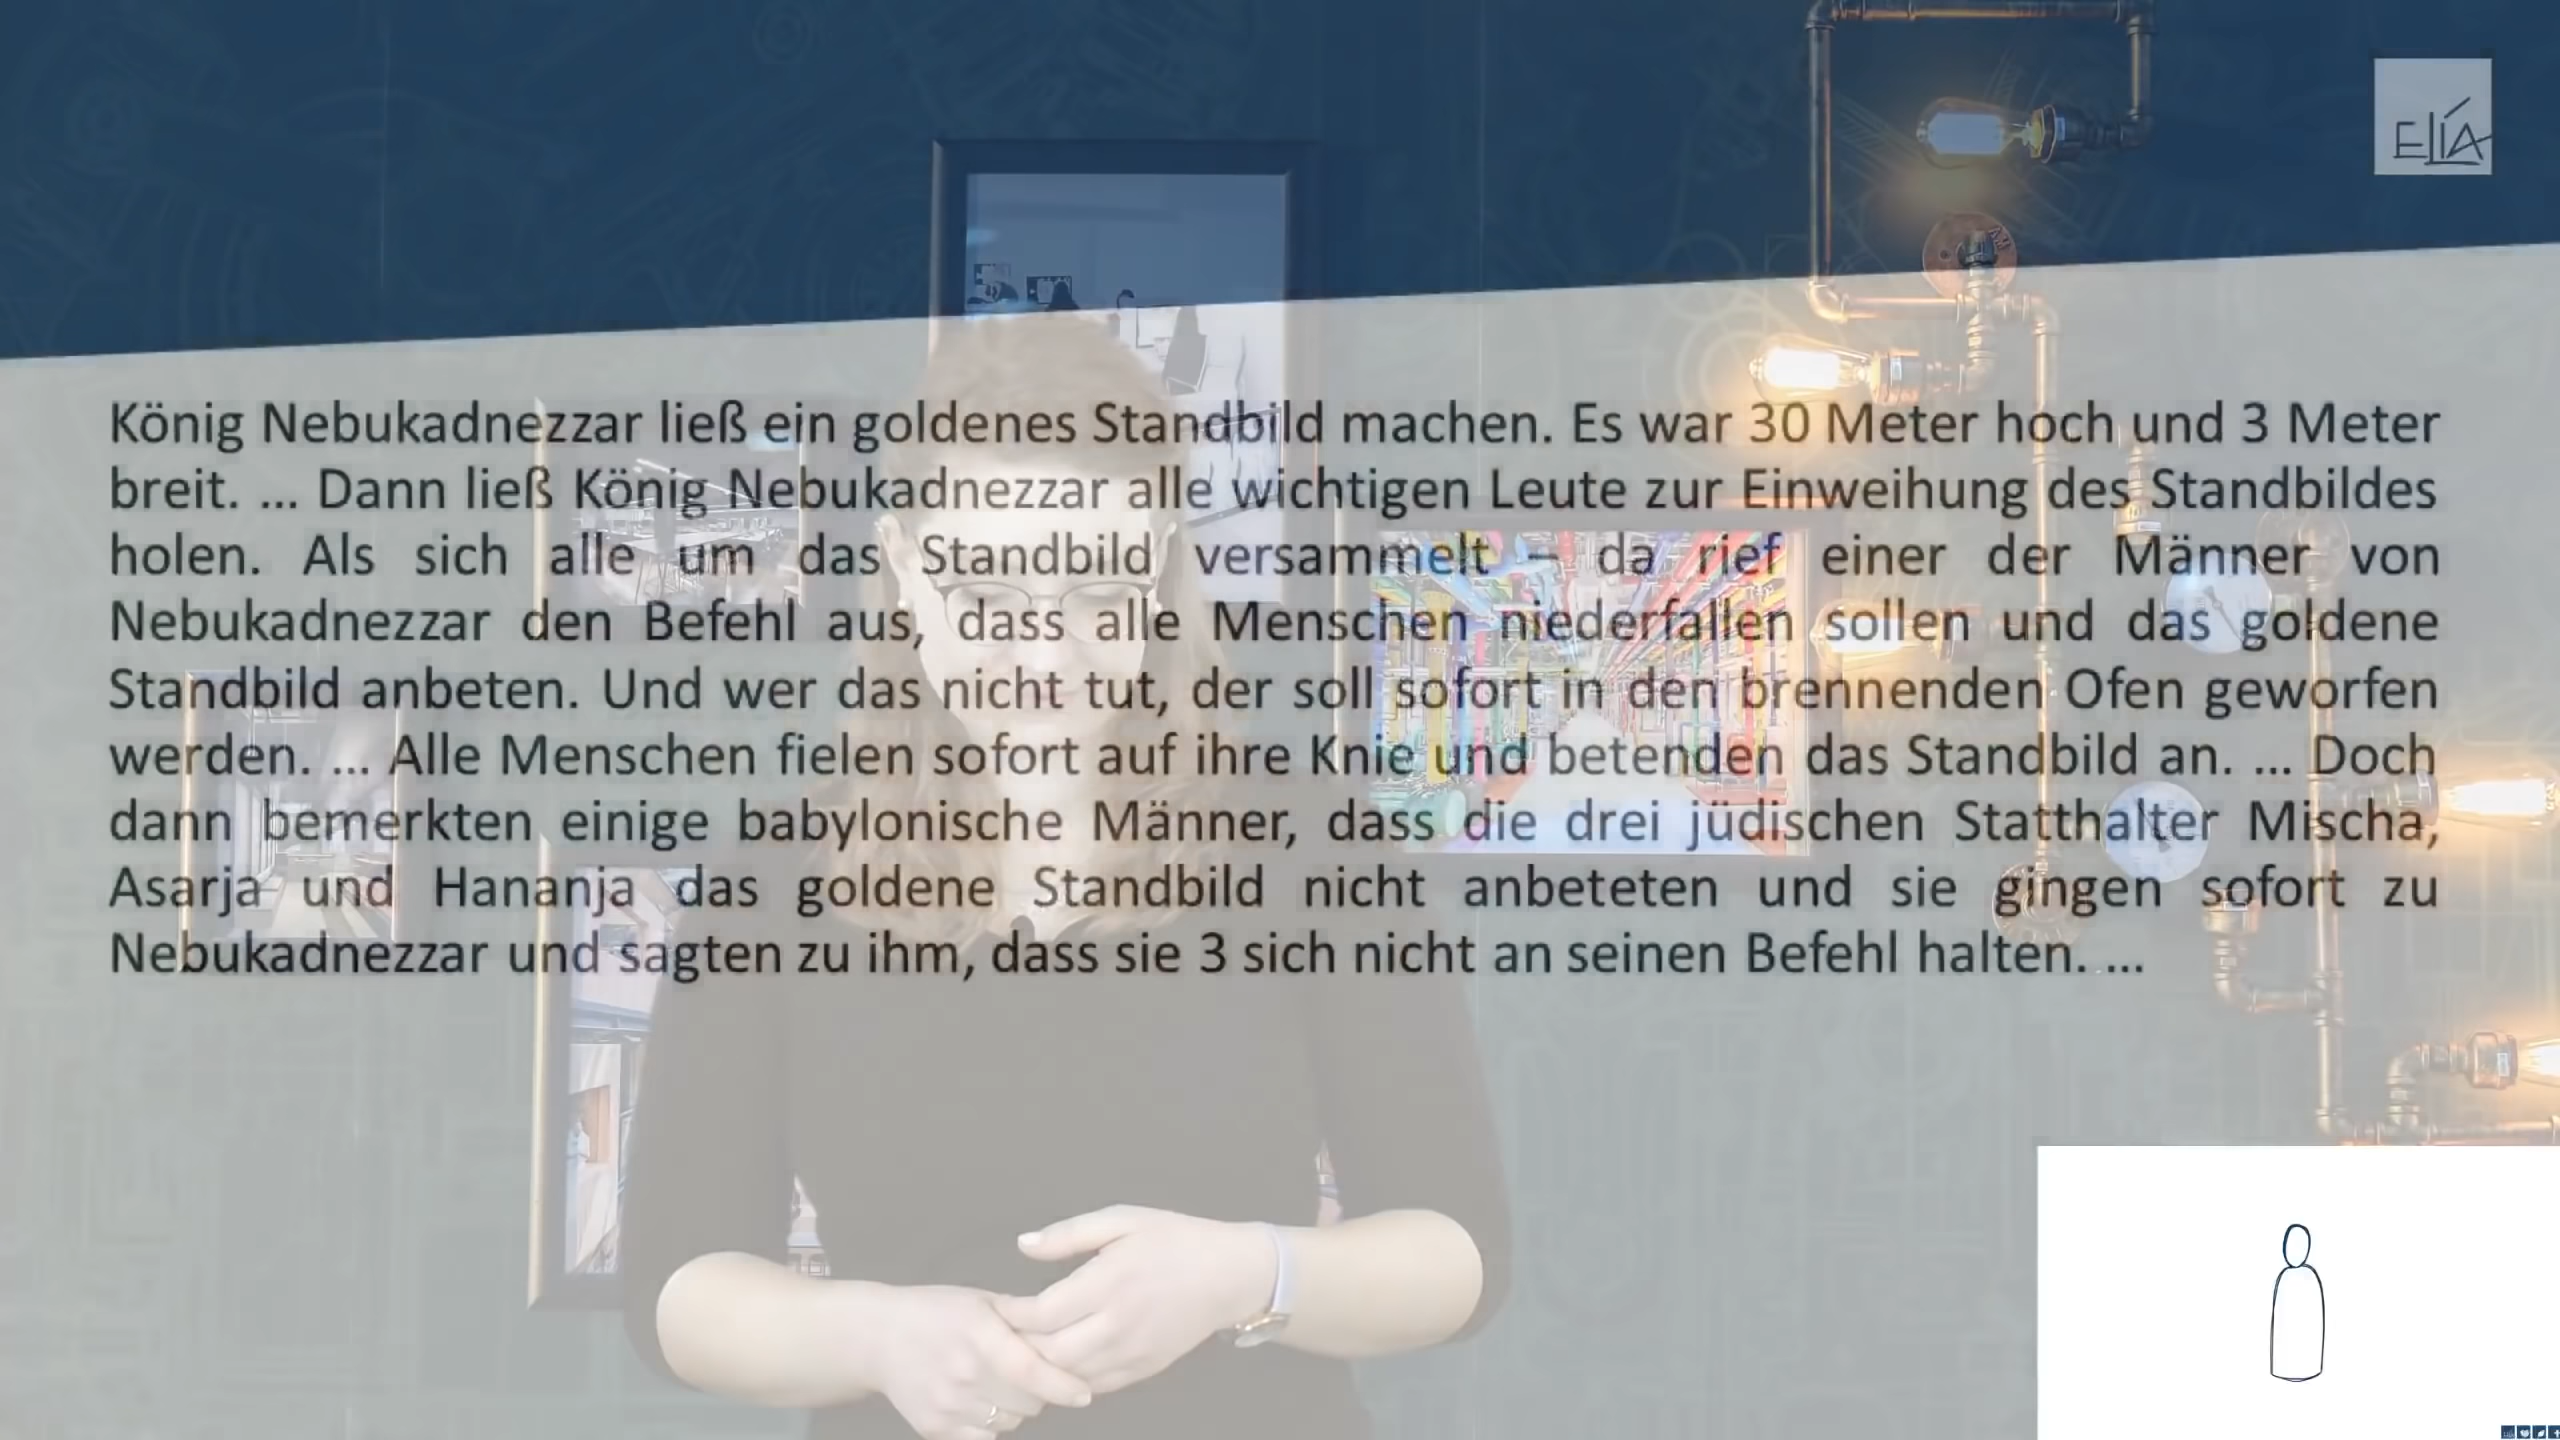 ELIA
König Nebukadnezzar ließ ein goldenes Standbild machen. Es war 30 Meter hoch und 3 Meter
breit. ... Dann ließ König Nebukadnezzar alle wichtigen Leute zur Einweihung des Standbildes
holen. Als sich alle um das Standbild versammelt – da rief einer der Männer von
Nebukadnezzar den Befehl aus, dass alle Menschen niederfallen sollen und das goldene
Standbild anbeten. Und wer das nicht tut, der soll sofort in den brennenden Ofen geworfen
werden. ... Alle Menschen fielen sofort auf ihre Knie und betenden das Standbild an. ... Doch
dann bemerkten einige babylonische Männer, dass die drei jüdischen Statthalter Mischa,
Asarja und Hananja das goldene Standbild nicht anbeteten und sie gingen sofort zu
Nebukadnezzar und sagten zu ihm, dass sie 3 sich nicht an seinen Befehl halten. ...